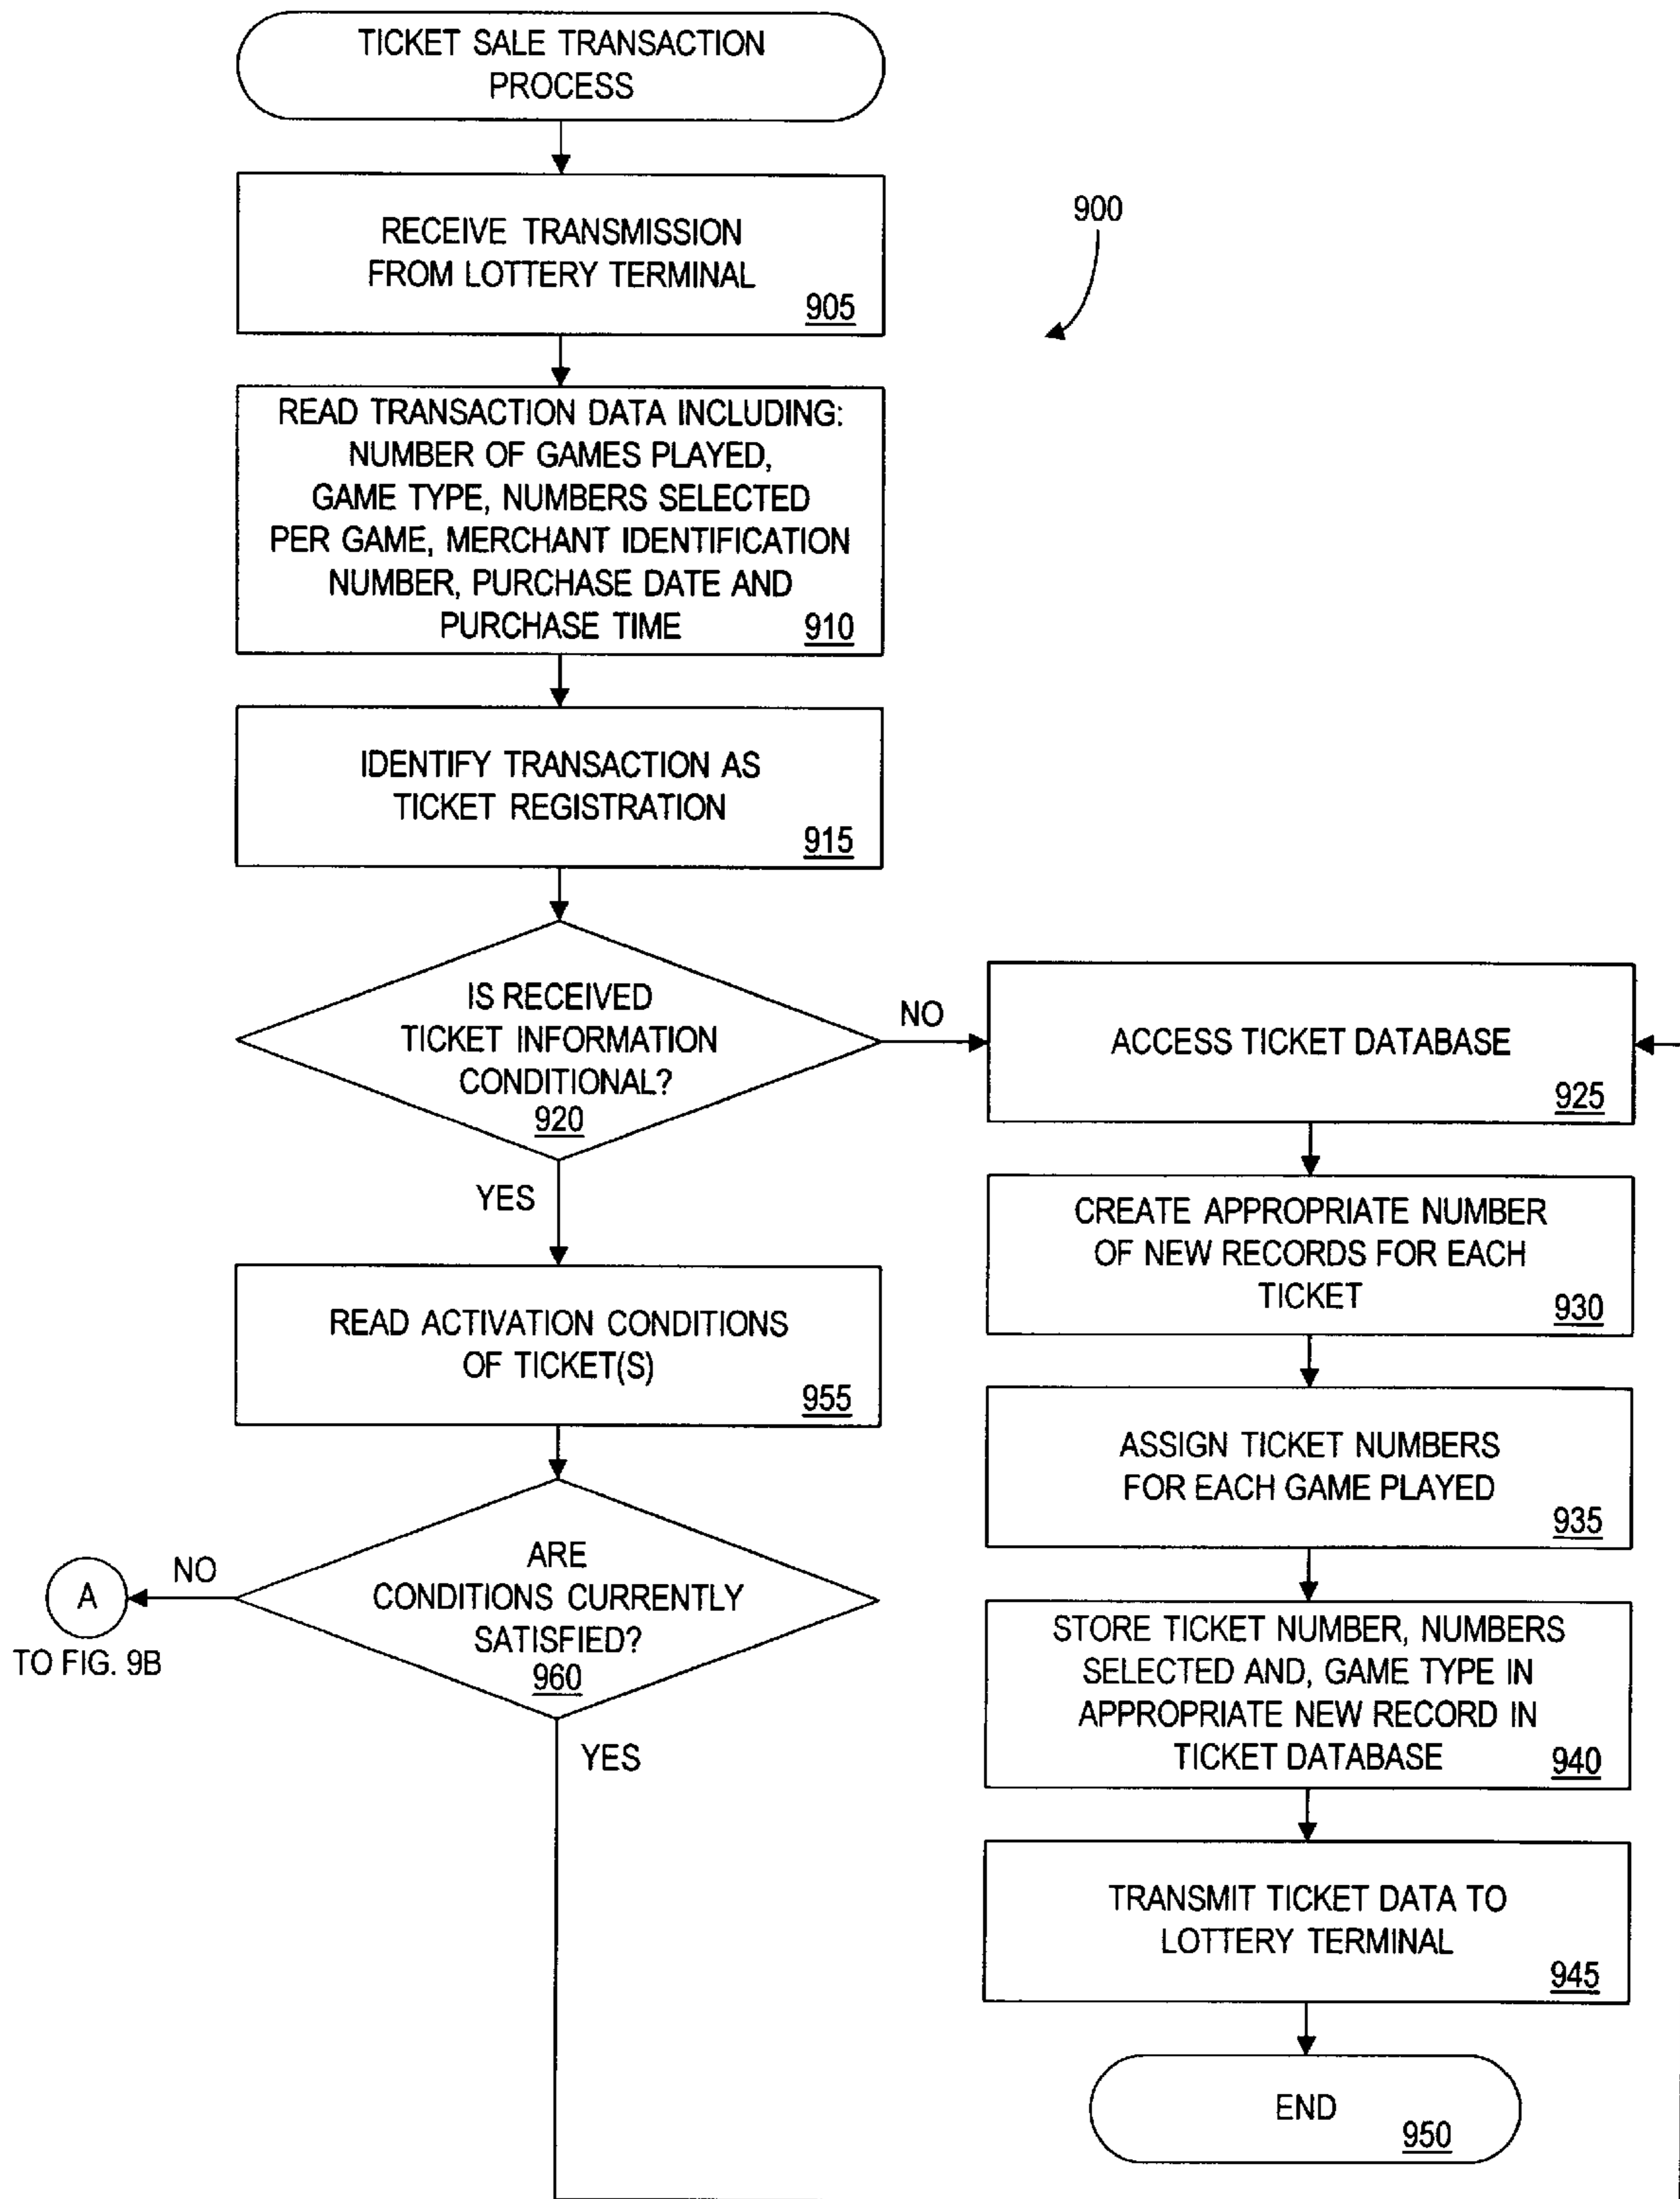 TICKET SALE TRANSACTION
PROCESS
RECEIVE TRANSMISSION
FROM LOTTERY TERMINAL
905
900
READ TRANSACTION DATA INCLUDING:
NUMBER OF GAMES PLAYED,
GAME TYPE, NUMBERS SELECTED
PER GAME, MERCHANT IDENTIFICATION
NUMBER, PURCHASE DATE AND
PURCHASE TIME
910
IDENTIFY TRANSACTION AS
TICKET REGISTRATION
915
IS RECEIVED
TICKET INFORMATION
CONDITIONAL?
920
NO
YES
ACCESS TICKET DATABASE
925
CREATE APPROPRIATE NUMBER
OF NEW RECORDS FOR EACH
TICKET
930
ASSIGN TICKET NUMBERS
FOR EACH GAME PLAYED
935
STORE TICKET NUMBER, NUMBERS
SELECTED AND, GAME TYPE IN
APPROPRIATE NEW RECORD IN
TICKET DATABASE
940
TRANSMIT TICKET DATA TO
LOTTERY TERMINAL
945
END
950
READ ACTIVATION CONDITIONS
OF TICKET(S)
955
ARE
CONDITIONS CURRENTLY
SATISFIED?
960
NO
A
TO FIG. 9B
YES